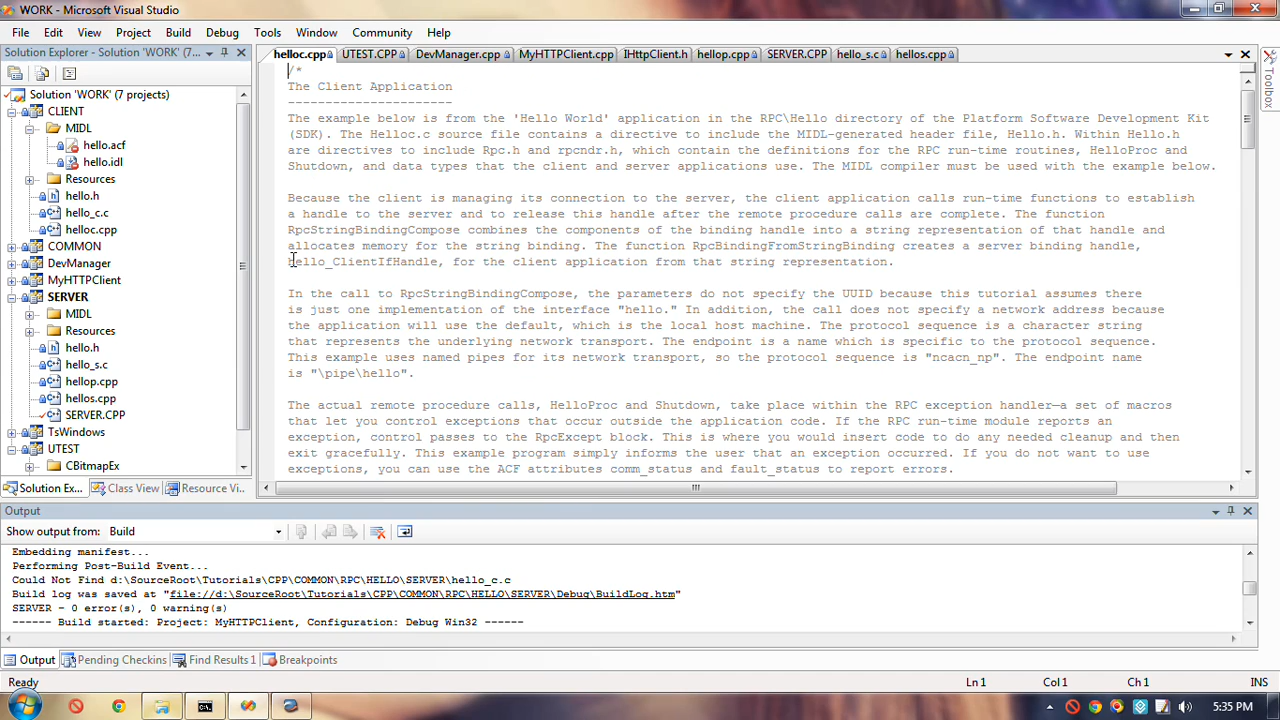 WORK - Microsoft Visual Studio
File Edit View Project Build Debug Tools Window Community Help
Solution Explorer - Solution 'WORK' (7 projects)
helloc.cpp UTEST.CPP DevManager.cpp MyHTTPClient.cpp IHttpClient.h hellop.cpp SERVER.CPP hello_s.c hellos.cpp
Toolbox
Solution 'WORK' (7 projects)
CLIENT
MIDL
hello.acf
hello.idl
Resources
hello.h
hello_c.c
helloc.cpp
COMMON
DevManager
MyHTTPClient
SERVER
MIDL
Resources
hello.h
hello_s.c
hellop.cpp
hellos.cpp
SERVER.CPP
TsWindows
UTEST
CBitmapEx
Solution Ex... Class View Resource Vi...
/*
The Client Application
----------------------
The example below is from the 'Hello World' application in the RPC\Hello directory of the Platform Software Development Kit
(SDK). The Helloc.c source file contains a directive to include the MIDL-generated header file, Hello.h. Within Hello.h
are directives to include Rpc.h and rpcndr.h, which contain the definitions for the RPC run-time routines, HelloProc and
Shutdown, and data types that the client and server applications use. The MIDL compiler must be used with the example below.
Because the client is managing its connection to the server, the client application calls run-time functions to establish
a handle to the server and to release this handle after the remote procedure calls are complete. The function
RpcStringBindingCompose combines the components of the binding handle into a string representation of that handle and
allocates memory for the string binding. The function RpcBindingFromStringBinding creates a server binding handle,
hello_ClientIfHandle, for the client application from that string representation.
In the call to RpcStringBindingCompose, the parameters do not specify the UUID because this tutorial assumes there
is just one implementation of the interface "hello." In addition, the call does not specify a network address because
the application will use the default, which is the local host machine. The protocol sequence is a character string
that represents the underlying network transport. The endpoint is a name which is specific to the protocol sequence.
This example uses named pipes for its network transport, so the protocol sequence is "ncacn_np". The endpoint name
is "\pipe\hello".
The actual remote procedure calls, HelloProc and Shutdown, take place within the RPC exception handler—a set of macros
that let you control exceptions that occur outside the application code. If the RPC run-time module reports an
exception, control passes to the RpcExcept block. This is where you would insert code to do any needed cleanup and then
exit gracefully. This example program simply informs the user that an exception occurred. If you do not want to use
exceptions, you can use the ACF attributes comm_status and fault_status to report errors.
Output
Show output from: Build
Embedding manifest...
Performing Post-Build Event...
Could Not Find d:\SourceRoot\Tutorials\CPP\COMMON\RPC\HELLO\SERVER\hello_c.c
Build log was saved at "file://d:\SourceRoot\Tutorials\CPP\COMMON\RPC\HELLO\SERVER\Debug\BuildLog.htm"
SERVER - 0 error(s), 0 warning(s)
------ Build started: Project: MyHTTPClient, Configuration: Debug Win32 ------
Output Pending Checkins Find Results 1 Breakpoints
Ready Ln 1 Col 1 Ch 1 INS
5:35 PM